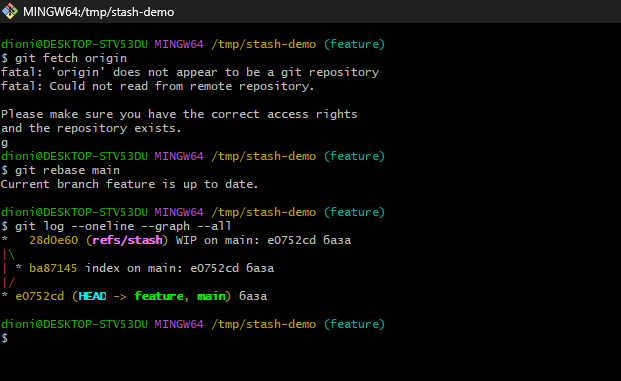 MINGW64:/tmp/stash-demo
dioni@DESKTOP-STV53DU MINGW64 /tmp/stash-demo (feature)
$ git fetch origin
fatal: 'origin' does not appear to be a git repository
fatal: Could not read from remote repository.
Please make sure you have the correct access rights
and the repository exists.
g
dioni@DESKTOP-STV53DU MINGW64 /tmp/stash-demo (feature)
$ git rebase main
Current branch feature is up to date.
dioni@DESKTOP-STV53DU MINGW64 /tmp/stash-demo (feature)
$ git log --oneline --graph --all
*   28d0e60 (refs/stash) WIP on main: e0752cd база
|\
| * ba87145 index on main: e0752cd база
|/
* e0752cd (HEAD -> feature, main) база
dioni@DESKTOP-STV53DU MINGW64 /tmp/stash-demo (feature)
$